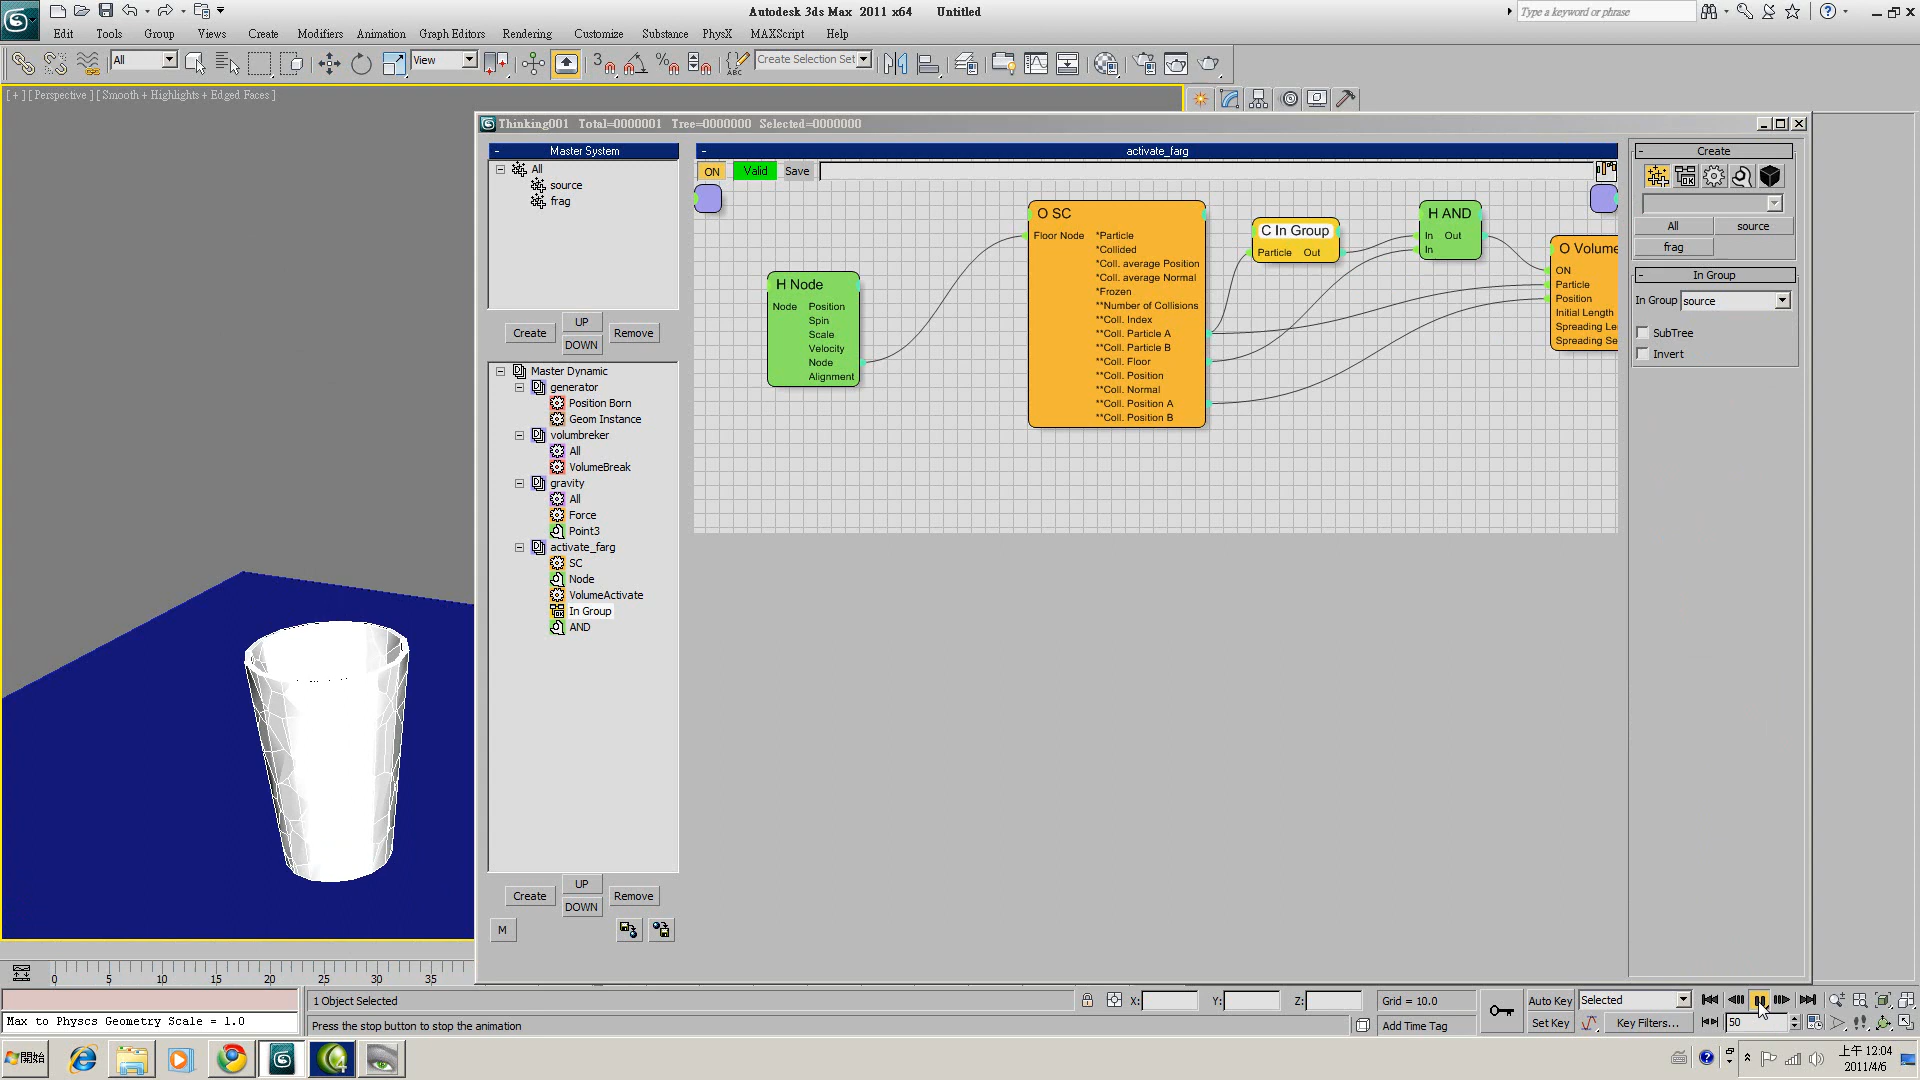 Autodesk 3ds Max 2011 x64 Untitled
Type a keyword or phrase
Edit Tools Group Views Create Modifiers Animation Graph Editors Rendering Customize Substance PhysX MAXScript Help
All
View
3
Create Selection Set
[ + ] [ Perspective ] [ Smooth + Highlights + Edged Faces ]
Thinking001 Total=0000001 Tree=0000000 Selected=0000000
Master System
All
source
frag
Create UP DOWN Remove
Master Dynamic
generator
Position Born
Geom Instance
volumbreker
All
VolumeBreak
gravity
All
Force
Point3
activate_farg
SC
Node
VolumeActivate
In Group
AND
Create UP DOWN Remove
M
activate_farg
ON Valid Save
H Node
Node Position
Spin
Scale
Velocity
Node
Alignment
O SC
Floor Node *Particle
*Collided
*Coll. average Position
*Coll. average Normal
*Frozen
**Number of Collisions
**Coll. Index
**Coll. Particle A
**Coll. Particle B
**Coll. Floor
**Coll. Position
**Coll. Normal
**Coll. Position A
**Coll. Position B
C In Group
Particle Out
H AND
In Out
In
O Volume
ON
Particle
Position
Initial Length
Spreading Le
Spreading Se
Create
All source
frag
In Group
In Group source
SubTree
Invert
0 5 10 15 20 25 30 35
1 Object Selected X: Y: Z: Grid = 10.0 Auto Key Selected
Max to Physcs Geometry Scale = 1.0 Press the stop button to stop the animation Add Time Tag Set Key Key Filters... 50
開始
上午 12:04
2011/4/6